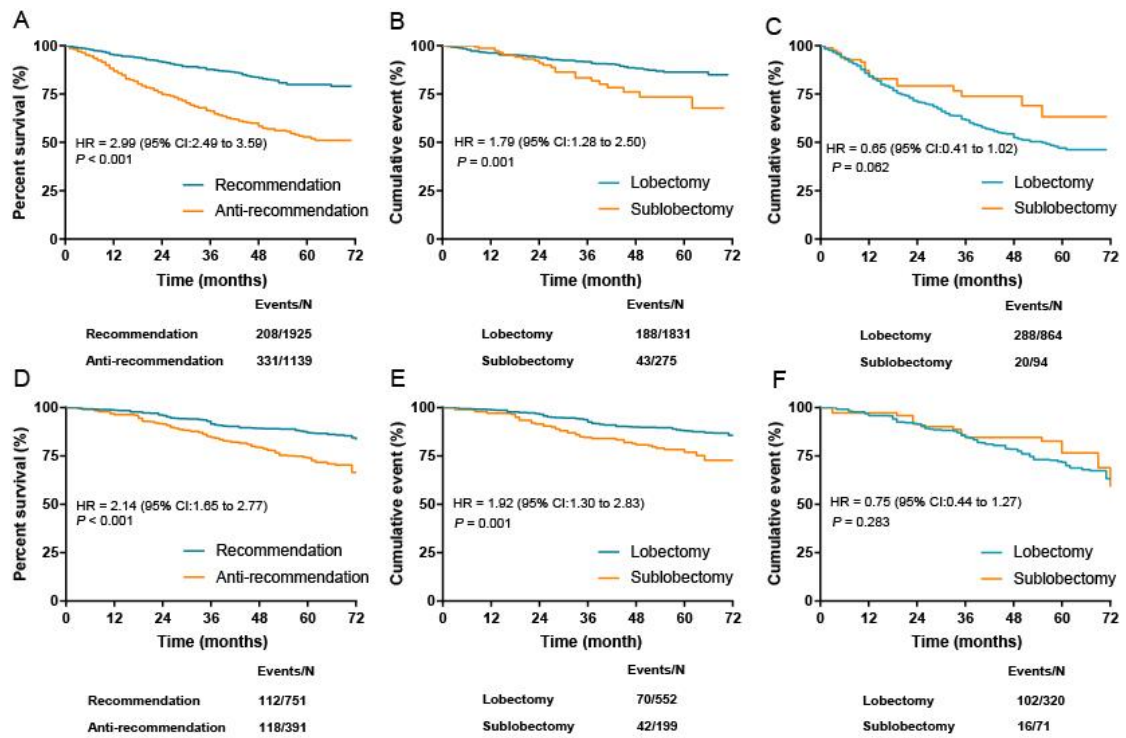 A
Percent survival (%)
100
75
50
25
0
HR = 2.99 (95% CI:2.49 to 3.59)
P < 0.001
Recommendation
Anti-recommendation
0 12 24 36 48 60 72
Time (months)
Events/N
Recommendation 208/1925
Anti-recommendation 331/1139
B
Cumulative event (%)
100
75
50
25
0
HR = 1.79 (95% CI:1.28 to 2.50)
P = 0.001
Lobectomy
Sublobectomy
0 12 24 36 48 60 72
Time (months)
Events/N
Lobectomy 188/1831
Sublobectomy 43/275
C
Cumulative event (%)
100
75
50
25
0
HR = 0.65 (95% CI:0.41 to 1.02)
P = 0.062
Lobectomy
Sublobectomy
0 12 24 36 48 60 72
Time (months)
Events/N
Lobectomy 288/864
Sublobectomy 20/94
D
Percent survival (%)
100
75
50
25
0
HR = 2.14 (95% CI:1.65 to 2.77)
P < 0.001
Recommendation
Anti-recommendation
0 12 24 36 48 60 72
Time (month)
Events/N
Recommendation 112/751
Anti-recommendation 118/391
E
Cumulative event (%)
100
75
50
25
0
HR = 1.92 (95% CI:1.30 to 2.83)
P = 0.001
Lobectomy
Sublobectomy
0 12 24 36 48 60 72
Time (month)
Events/N
Lobectomy 70/552
Sublobectomy 42/199
F
Cumulative event (%)
100
75
50
25
0
HR = 0.75 (95% CI:0.44 to 1.27)
P = 0.283
Lobectomy
Sublobectomy
0 12 24 36 48 60 72
Time (month)
Events/N
Lobectomy 102/320
Sublobectomy 16/71